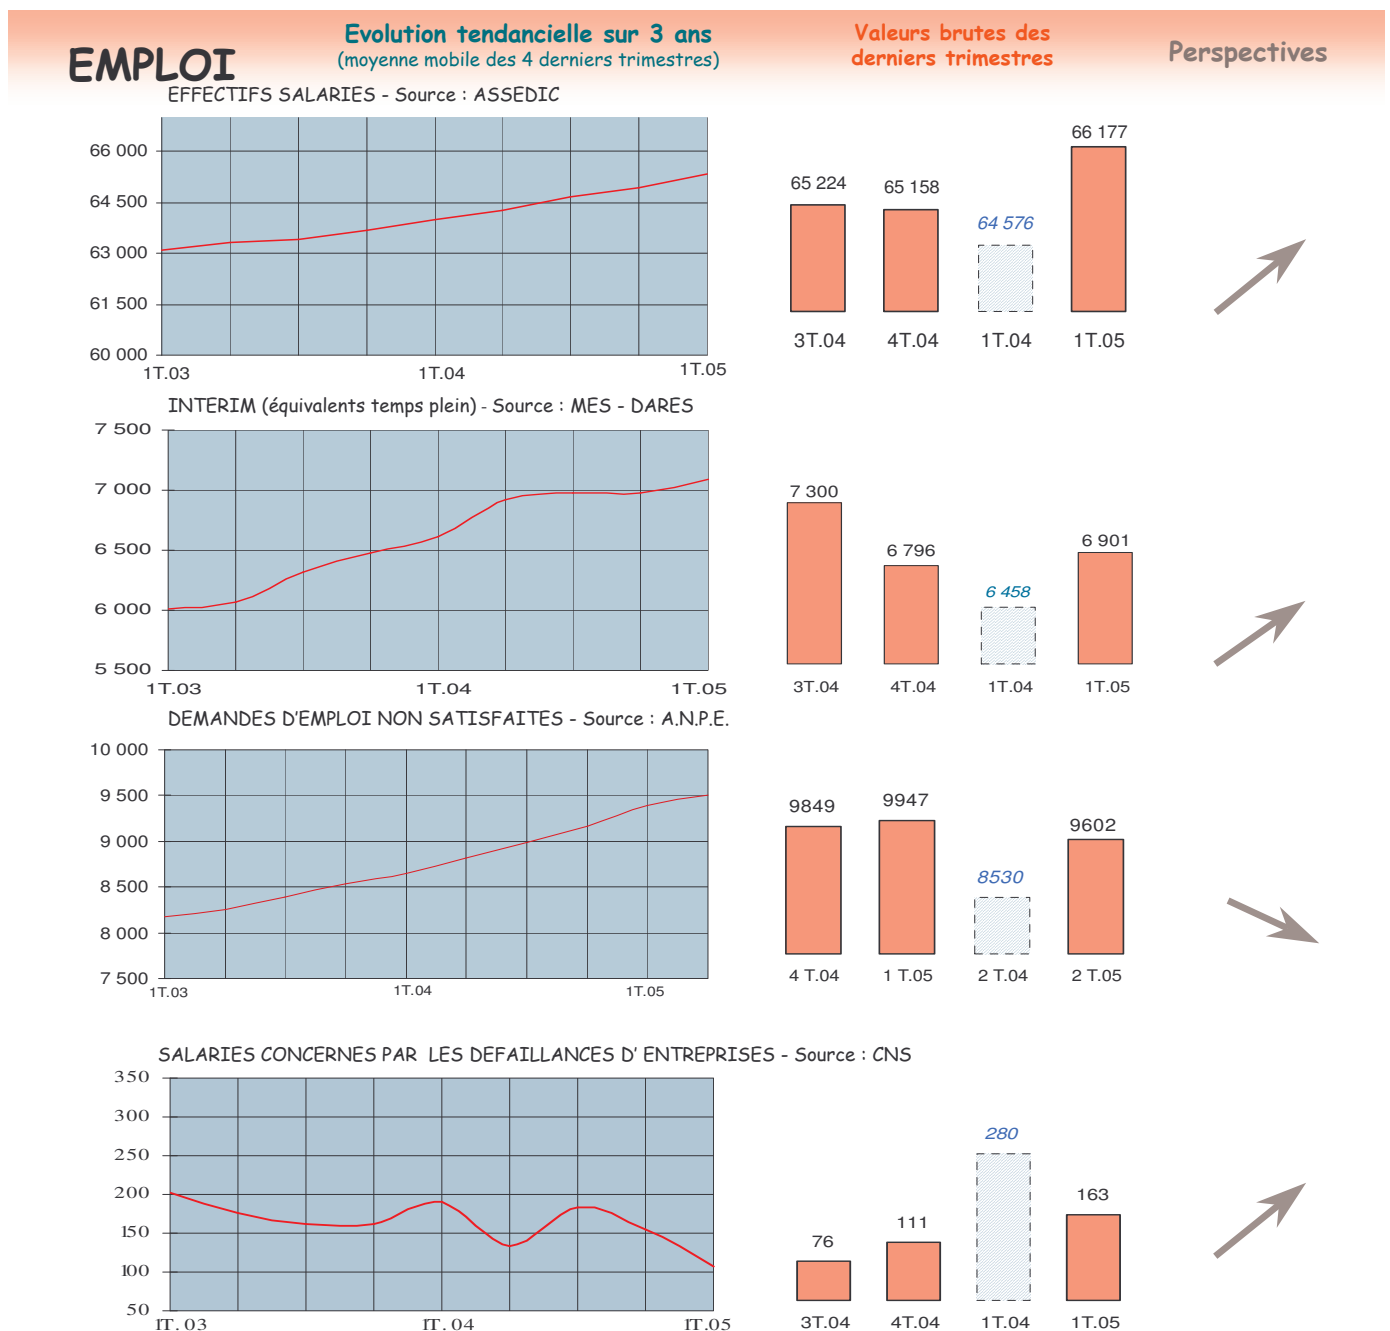 EMPLOI
Evolution tendancielle sur 3 ans
(moyenne mobile des 4 derniers trimestres)
Valeurs brutes des
derniers trimestres
Perspectives
EFFECTIFS SALARIES - Source : ASSEDIC
66 000
64 500
63 000
61 500
60 000
1T.03
1T.04
1T.05
65 224
65 158
64 576
66 177
3T.04
4T.04
1T.04
1T.05
INTERIM (équivalents temps plein) - Source : MES - DARES
7 500
7 000
6 500
6 000
5 500
1T.03
1T.04
1T.05
7 300
6 796
6 458
6 901
3T.04
4T.04
1T.04
1T.05
DEMANDES D'EMPLOI NON SATISFAITES - Source : A.N.P.E.
10 000
9 500
9 000
8 500
8 000
7 500
1T.03
1T.04
1T.05
9849
9947
8530
9602
4 T.04
1 T.05
2 T.04
2 T.05
SALARIES CONCERNES PAR LES DEFAILLANCES D' ENTREPRISES - Source : CNS
350
300
250
200
150
100
50
1T. 03
1T. 04
1T.05
76
111
280
163
3T.04
4T.04
1T.04
1T.05